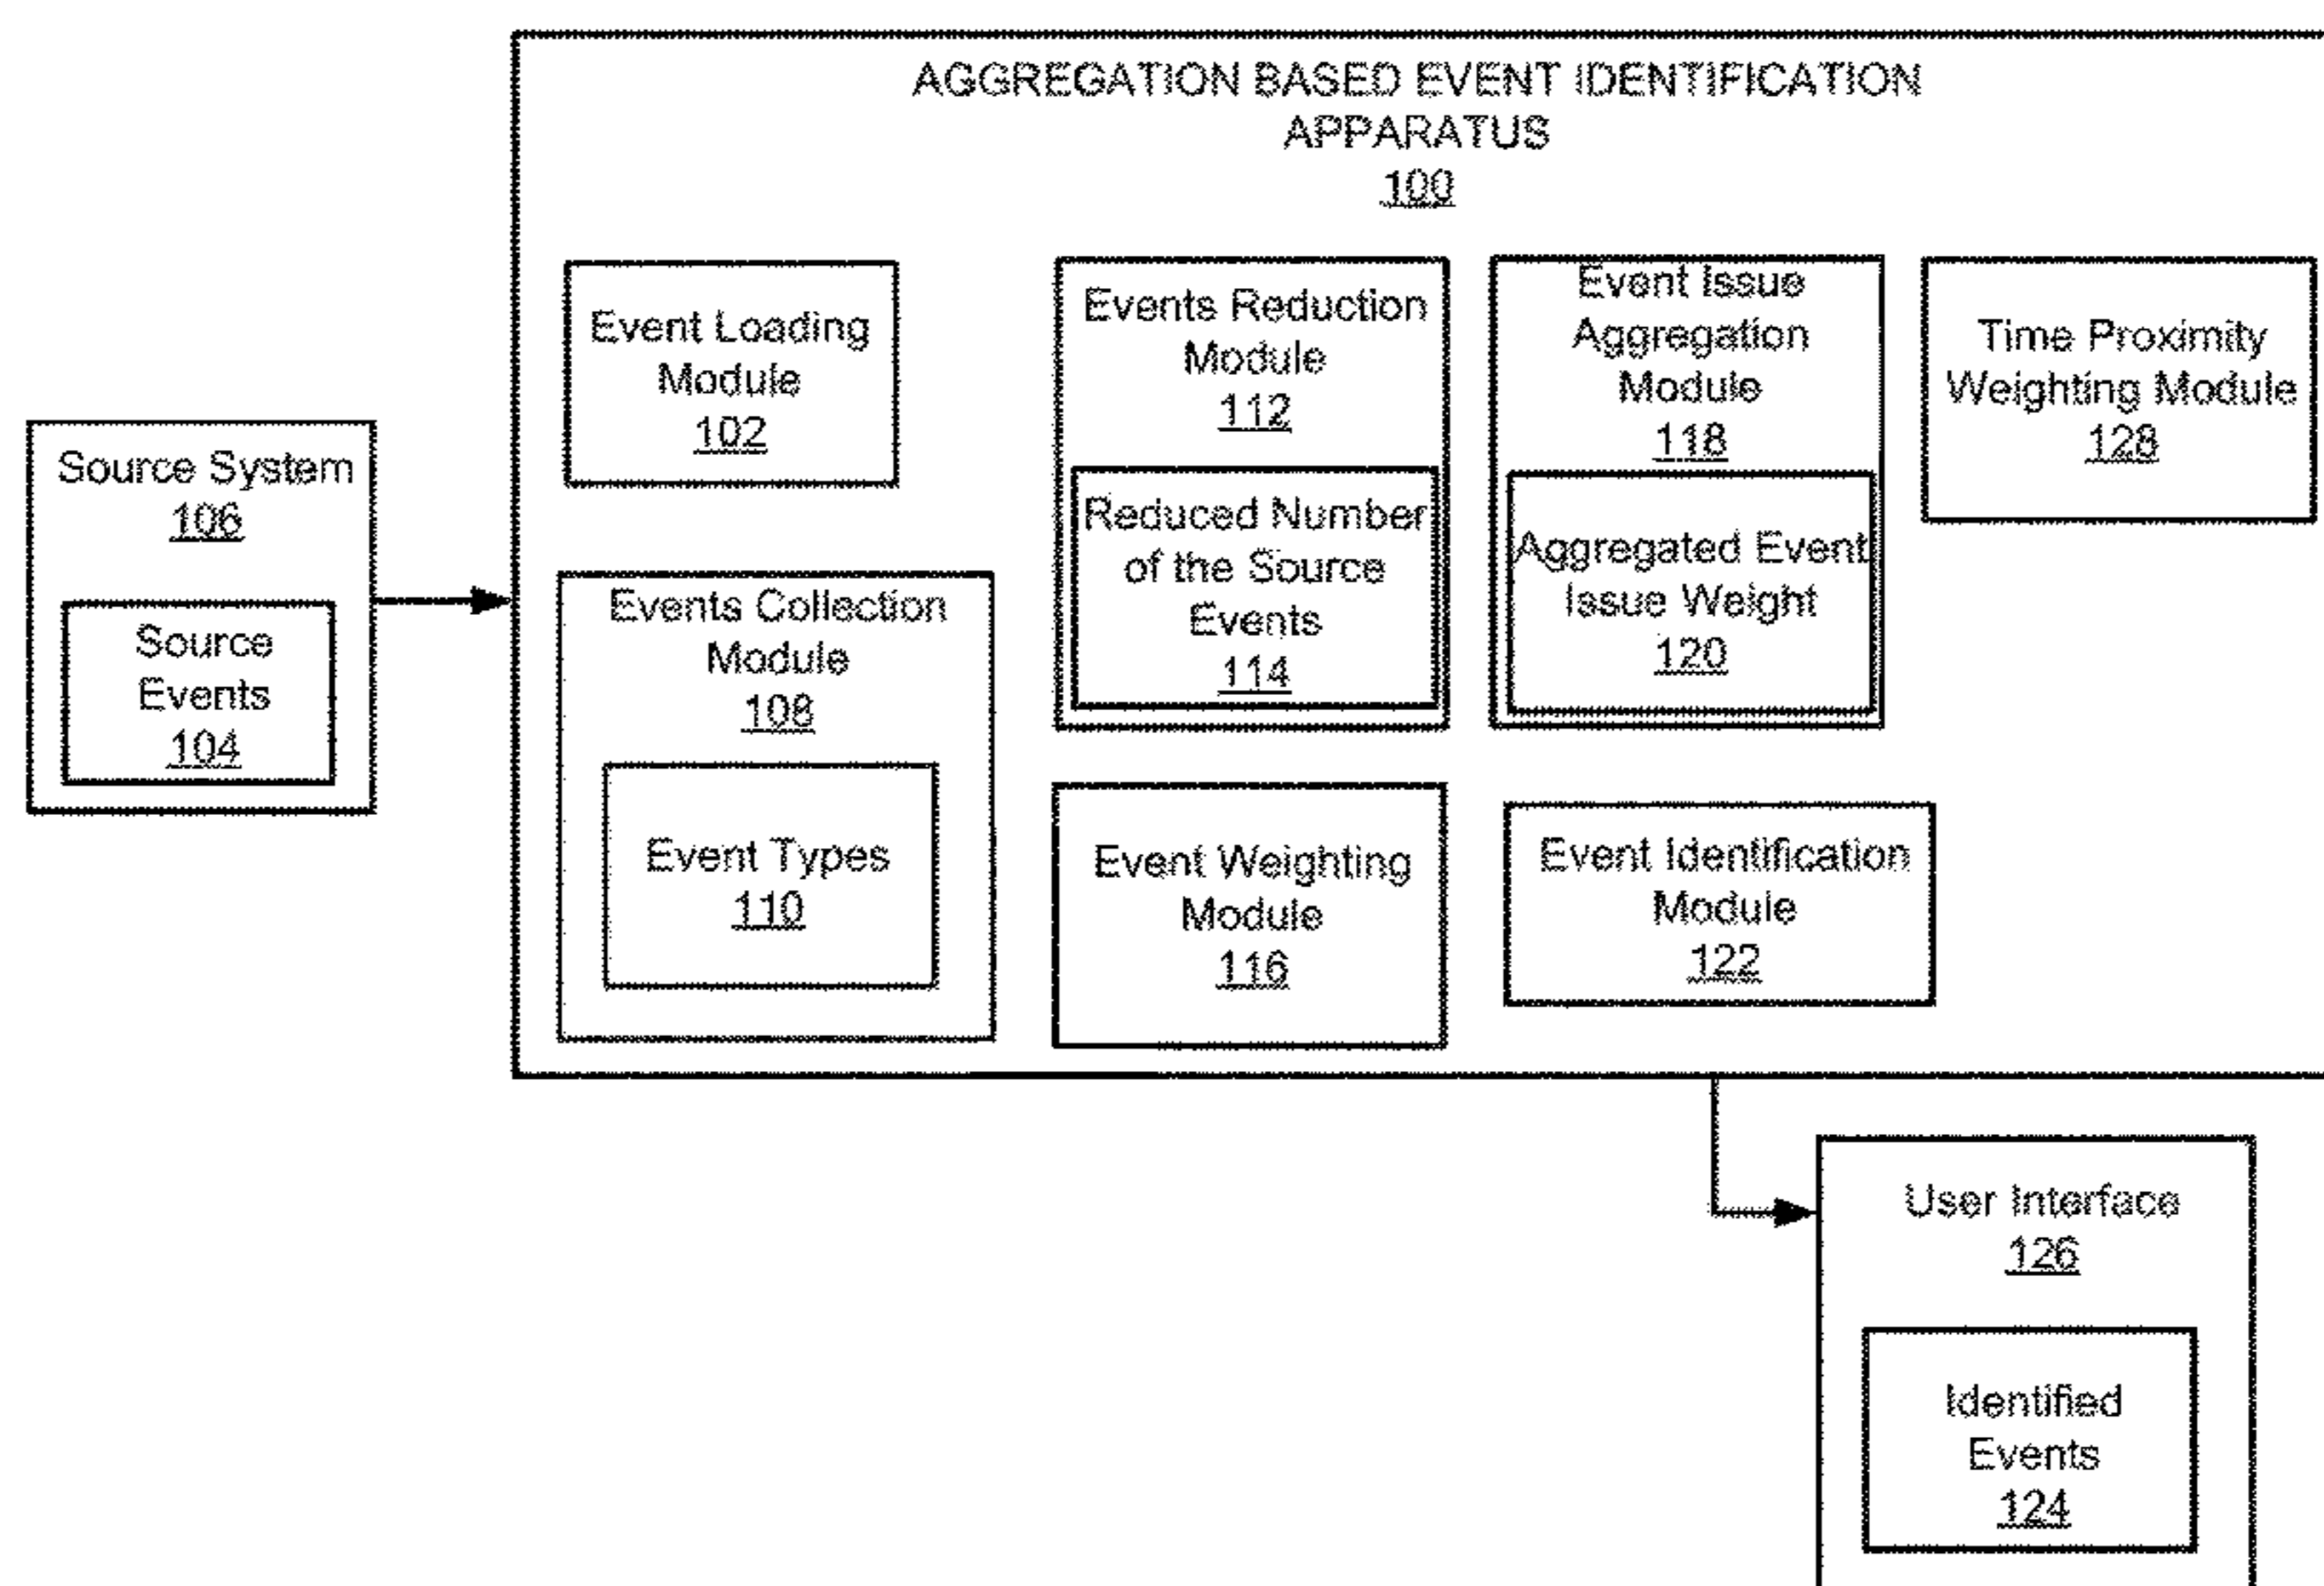 AGGREGATION BASED EVENT IDENTIFICATION
APPARATUS
100
Source System
106
Source
Events
104
Event Loading
Module
102
Events Collection
Module
108
Event Types
110
Events Reduction
Module
112
Reduced Number
of the Source
Events
114
Event Weighting
Module
116
Event Issue
Aggregation
Module
118
Aggregated Event
Issue Weight
120
Event Identification
Module
122
Time Proximity
Weighting Module
128
User Interface
126
Identified
Events
124